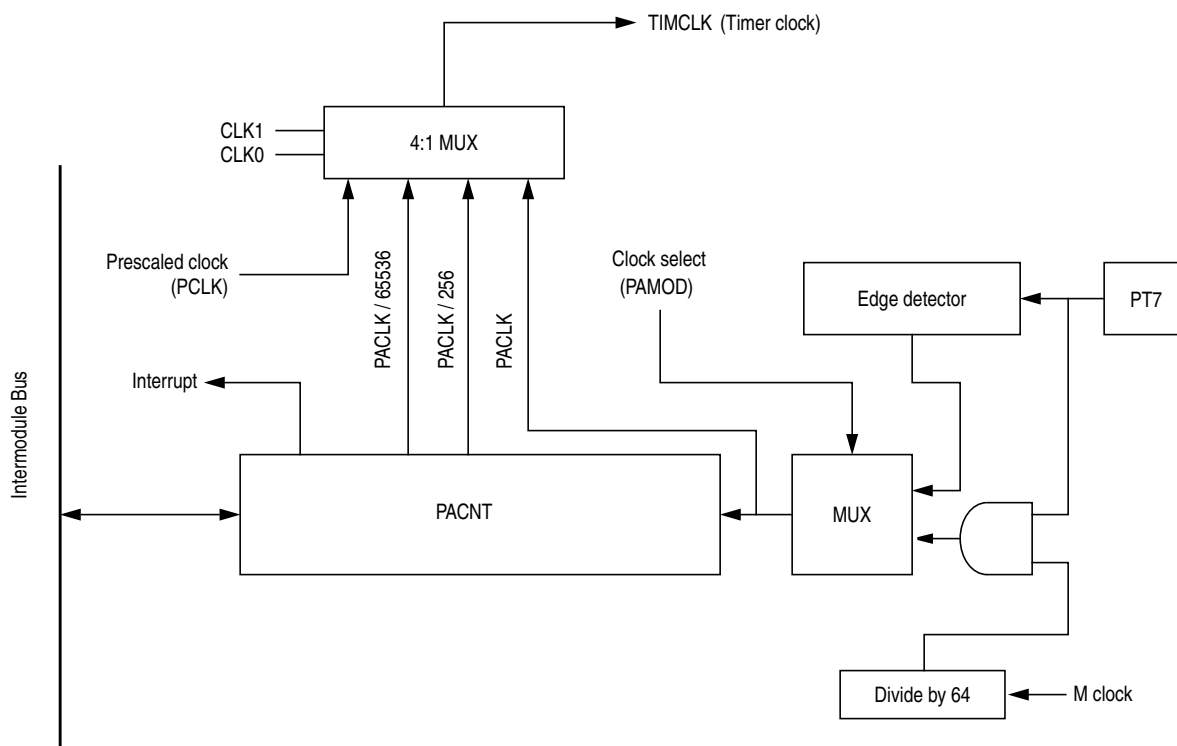 TIMCLK (Timer clock)
CLK1
CLK0
4:1 MUX
Prescaled clock
(PCLK)
PACLK / 65536
PACLK / 256
PACLK
Clock select
(PAMOD)
Edge detector
PT7
Interrupt
Intermodule Bus
PACNT
MUX
Divide by 64
M clock